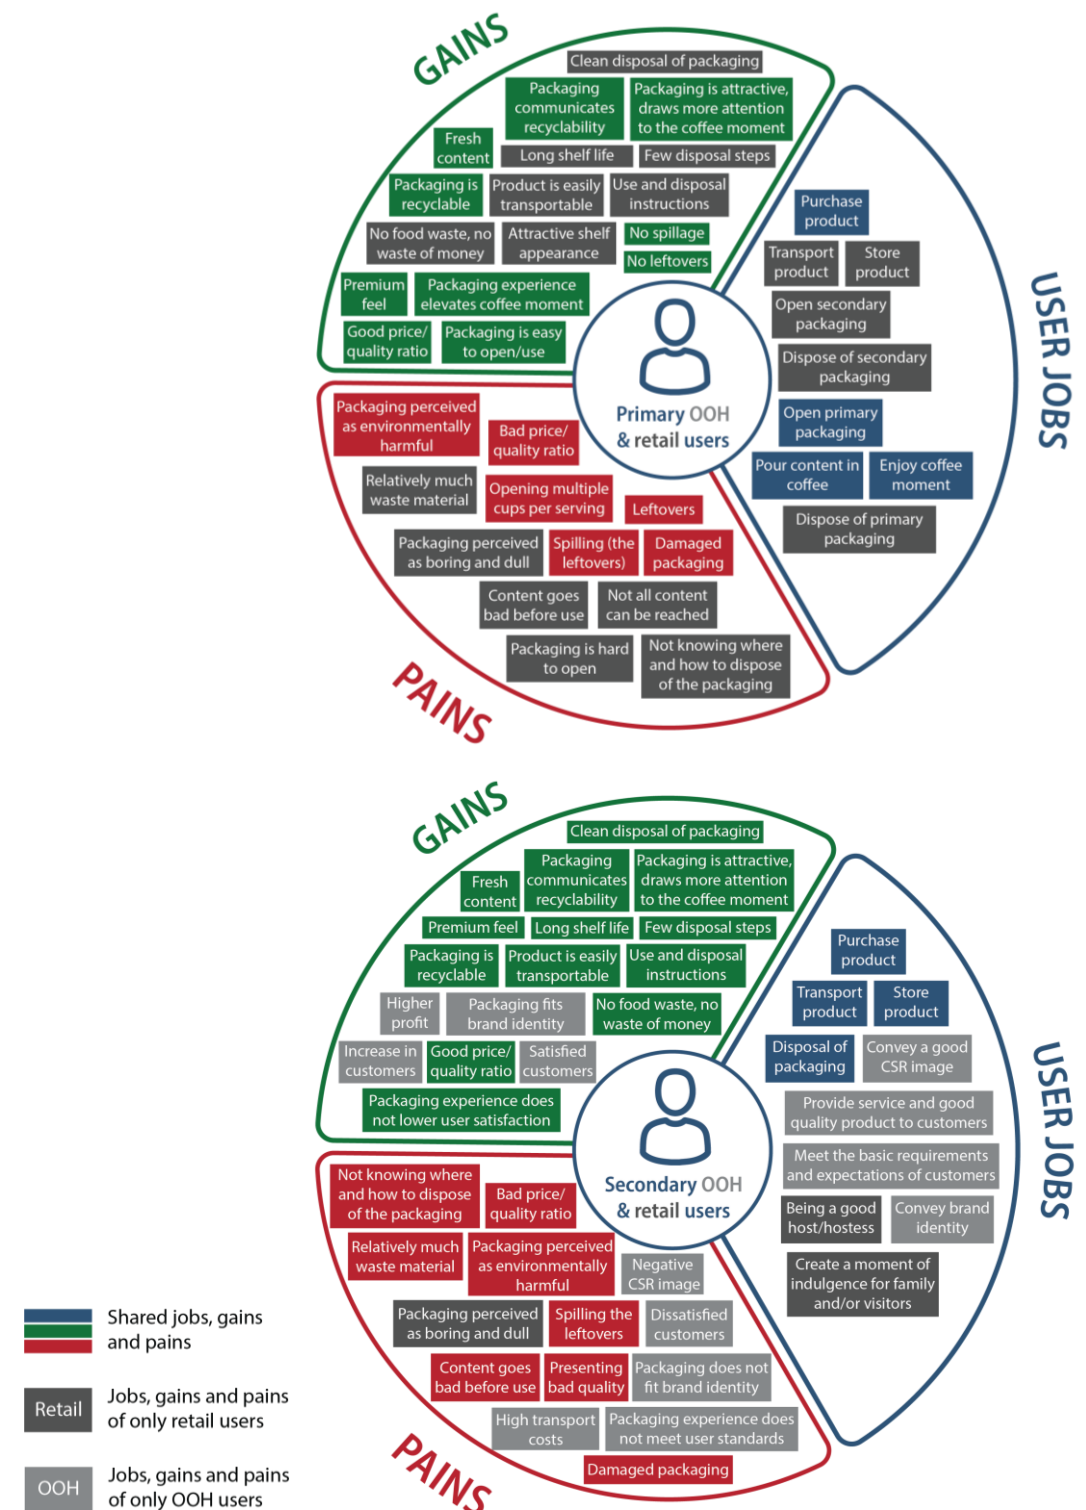 GAINS
Clean disposal of packaging
Packaging
communicates
recyclability
Packaging is attractive,
draws more attention
to the coffee moment
Fresh
content
Long shelf life
Few disposal steps
Packaging is
recyclable
Product is easily
transportable
Use and disposal
instructions
No food waste, no
waste of money
Attractive shelf
appearance
No spillage
No leftovers
Premium
feel
Packaging experience
elevates coffee moment
Good price/
quality ratio
Packaging is easy
to open/use
Primary OOH
& retail users
USER JOBS
Purchase
product
Transport
product
Store
product
Open secondary
packaging
Dispose of secondary
packaging
Open primary
packaging
Pour content in
coffee
Enjoy coffee
moment
Dispose of primary
packaging
Packaging perceived
as environmentally
harmful
Bad price/
quality ratio
Relatively much
waste material
Opening multiple
cups per serving
Leftovers
Packaging perceived
as boring and dull
Spilling (the
leftovers)
Damaged
packaging
Content goes
bad before use
Not all content
can be reached
Packaging is hard
to open
Not knowing where
and how to dispose
of the packaging
PAINS
GAINS
Clean disposal of packaging
Fresh
content
Packaging
communicates
recyclability
Packaging is attractive,
draws more attention
to the coffee moment
Premium feel
Long shelf life
Few disposal steps
Packaging is
recyclable
Product is easily
transportable
Use and disposal
instructions
Higher
profit
Packaging fits
brand identity
No food waste, no
waste of money
Increase in
customers
Good price/
quality ratio
Satisfied
customers
Packaging experience does
not lower user satisfaction
Secondary OOH
& retail users
USER JOBS
Purchase
product
Transport
product
Store
product
Disposal of
packaging
Convey a good
CSR image
Provide service and good
quality product to customers
Meet the basic requirements
and expectations of customers
Being a good
host/hostess
Convey brand
identity
Create a moment of
indulgence for family
and/or visitors
Not knowing where
and how to dispose
of the packaging
Bad price/
quality ratio
Relatively much
waste material
Packaging perceived
as environmentally
harmful
Negative
CSR image
Packaging perceived
as boring and dull
Spilling the
leftovers
Dissatisfied
customers
Content goes
bad before use
Presenting
bad quality
Packaging does not
fit brand identity
High transport
costs
Packaging experience does
not meet user standards
Damaged packaging
PAINS
Shared jobs, gains
and pains
Retail
Jobs, gains and pains
of only retail users
OOH
Jobs, gains and pains
of only OOH users